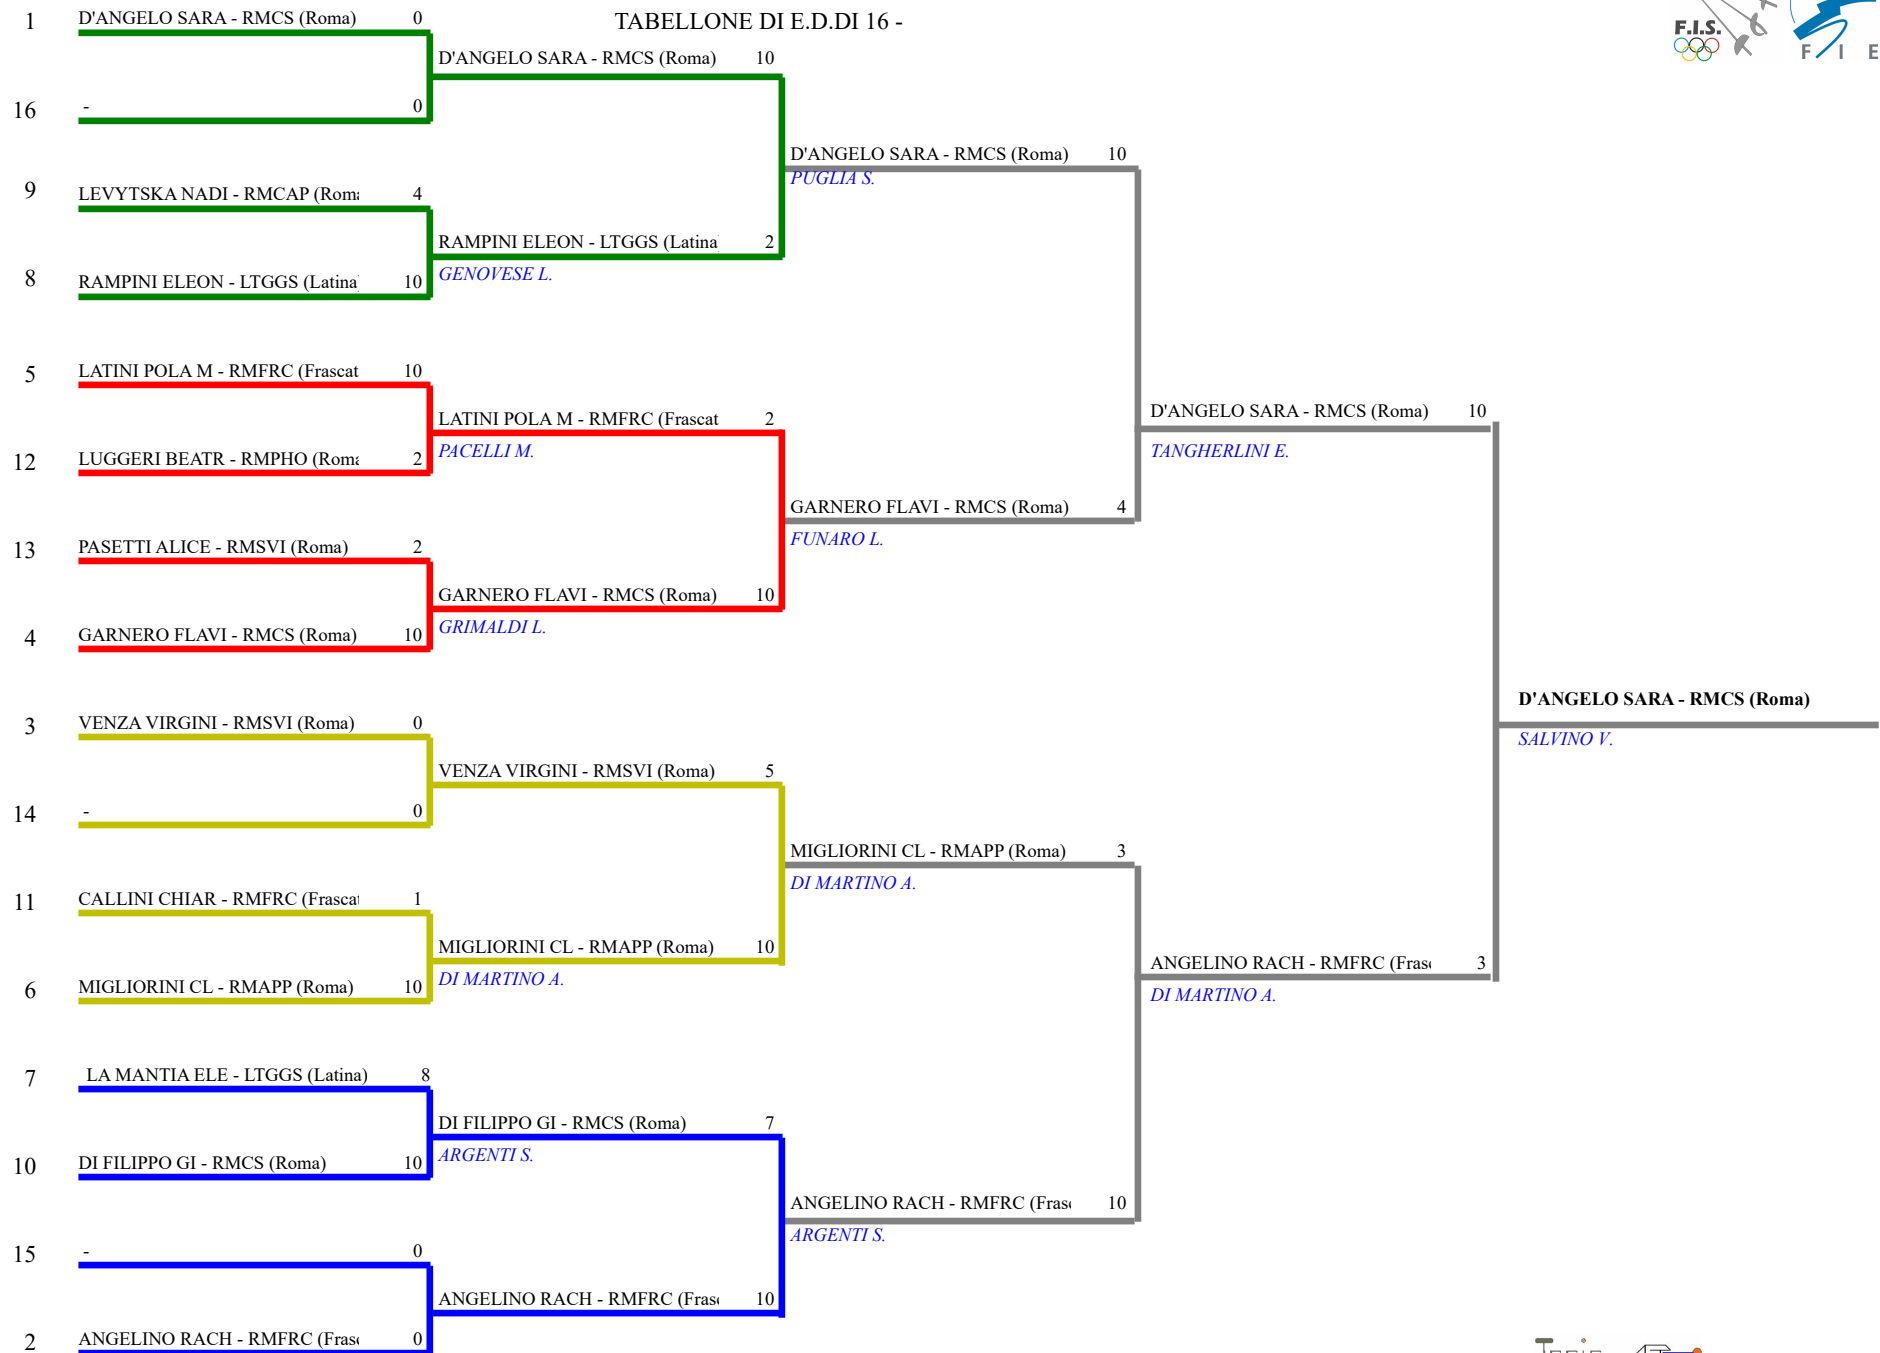 TABELLONE DI E.D.DI 16 -
F.I.S.
F I E
1 D'ANGELO SARA - RMCS (Roma) 0
D'ANGELO SARA - RMCS (Roma) 10
16 - 0
D'ANGELO SARA - RMCS (Roma) 10
PUGLIA S.
9 LEVYTSKA NADI - RMCAP (Roma 4
RAMPINI ELEON - LTGGS (Latina 2
GENOVESE L.
8 RAMPINI ELEON - LTGGS (Latina 10
5 LATINI POLA M - RMFRC (Frascat 10
LATINI POLA M - RMFRC (Frascat 2
PACELLI M.
D'ANGELO SARA - RMCS (Roma) 10
TANGHERLINI E.
12 LUGGERI BEATR - RMPHO (Roma 2
GARNERO FLAVI - RMCS (Roma) 4
FUNARO L.
13 PASETTI ALICE - RMSVI (Roma) 2
GARNERO FLAVI - RMCS (Roma) 10
GRIMALDI L.
4 GARNERO FLAVI - RMCS (Roma) 10
D'ANGELO SARA - RMCS (Roma)
SALVINO V.
3 VENZA VIRGINI - RMSVI (Roma) 0
VENZA VIRGINI - RMSVI (Roma) 5
14 - 0
MIGLIORINI CL - RMAPP (Roma) 3
DI MARTINO A.
11 CALLINI CHIAR - RMFRC (Frascat 1
MIGLIORINI CL - RMAPP (Roma) 10
DI MARTINO A.
ANGELINO RACH - RMFRC (Fras 3
DI MARTINO A.
6 MIGLIORINI CL - RMAPP (Roma) 10
7 LA MANTIA ELE - LTGGS (Latina) 8
DI FILIPPO GI - RMCS (Roma) 7
ARGENTI S.
10 DI FILIPPO GI - RMCS (Roma) 10
ANGELINO RACH - RMFRC (Fras 10
ARGENTI S.
15 - 0
ANGELINO RACH - RMFRC (Fras 10
2 ANGELINO RACH - RMFRC (Fras 0